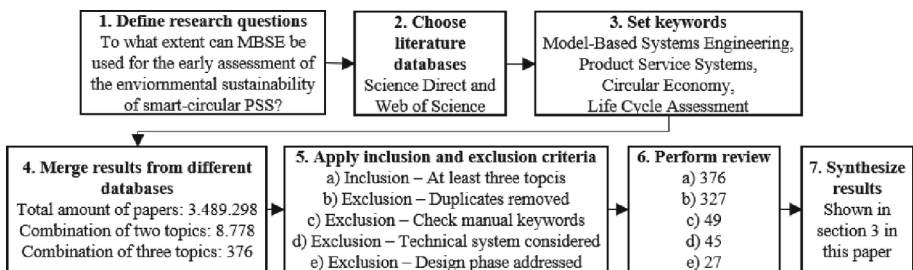 1. Define research questions
To what extent can MBSE be
used for the early assessment of
the enviornmental sustainability
of smart-circular PSS?
2. Choose
literature
databases
Science Direct and
Web of Science
3. Set keywords
Model-Based Systems Engineering,
Product Service Systems,
Circular Economy,
Life Cycle Assessment
4. Merge results from different
databases
Total amount of papers: 3.489.298
Combination of two topics: 8.778
Combination of three topics: 376
5. Apply inclusion and exclusion criteria
a) Inclusion – At least three topcis
b) Exclusion – Duplicates removed
c) Exclusion – Check manual keywords
d) Exclusion – Technical system considered
e) Exclusion – Design phase addressed
6. Perform review
a) 376
b) 327
c) 49
d) 45
e) 27
7. Synthesize
results
Shown in
section 3 in
this paper